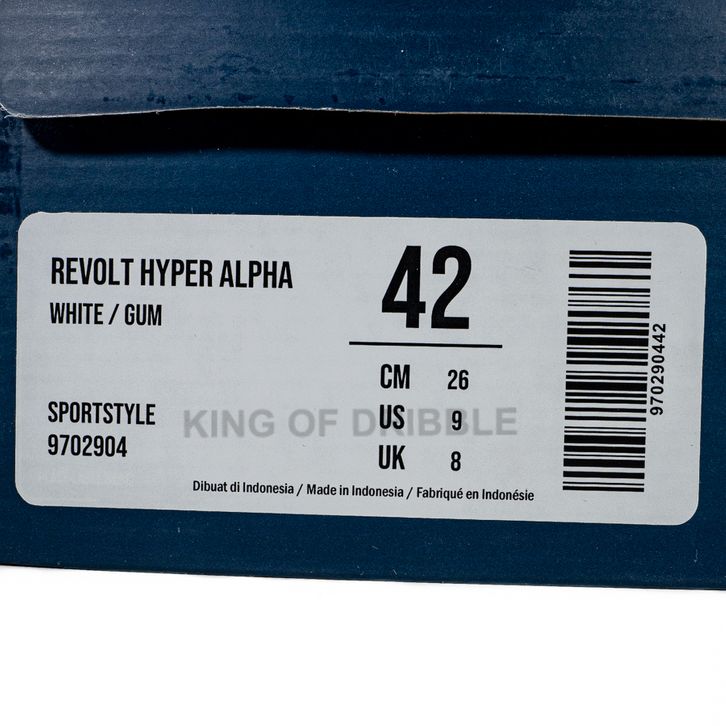 REVOLT HYPER ALPHA
WHITE / GUM
SPORTSTYLE
9702904
42
CM 26
US 9
UK 8
KING OF DRIBBLE
Dibuat di Indonesia / Made in Indonesia / Fabriqué en Indonésie
970290442